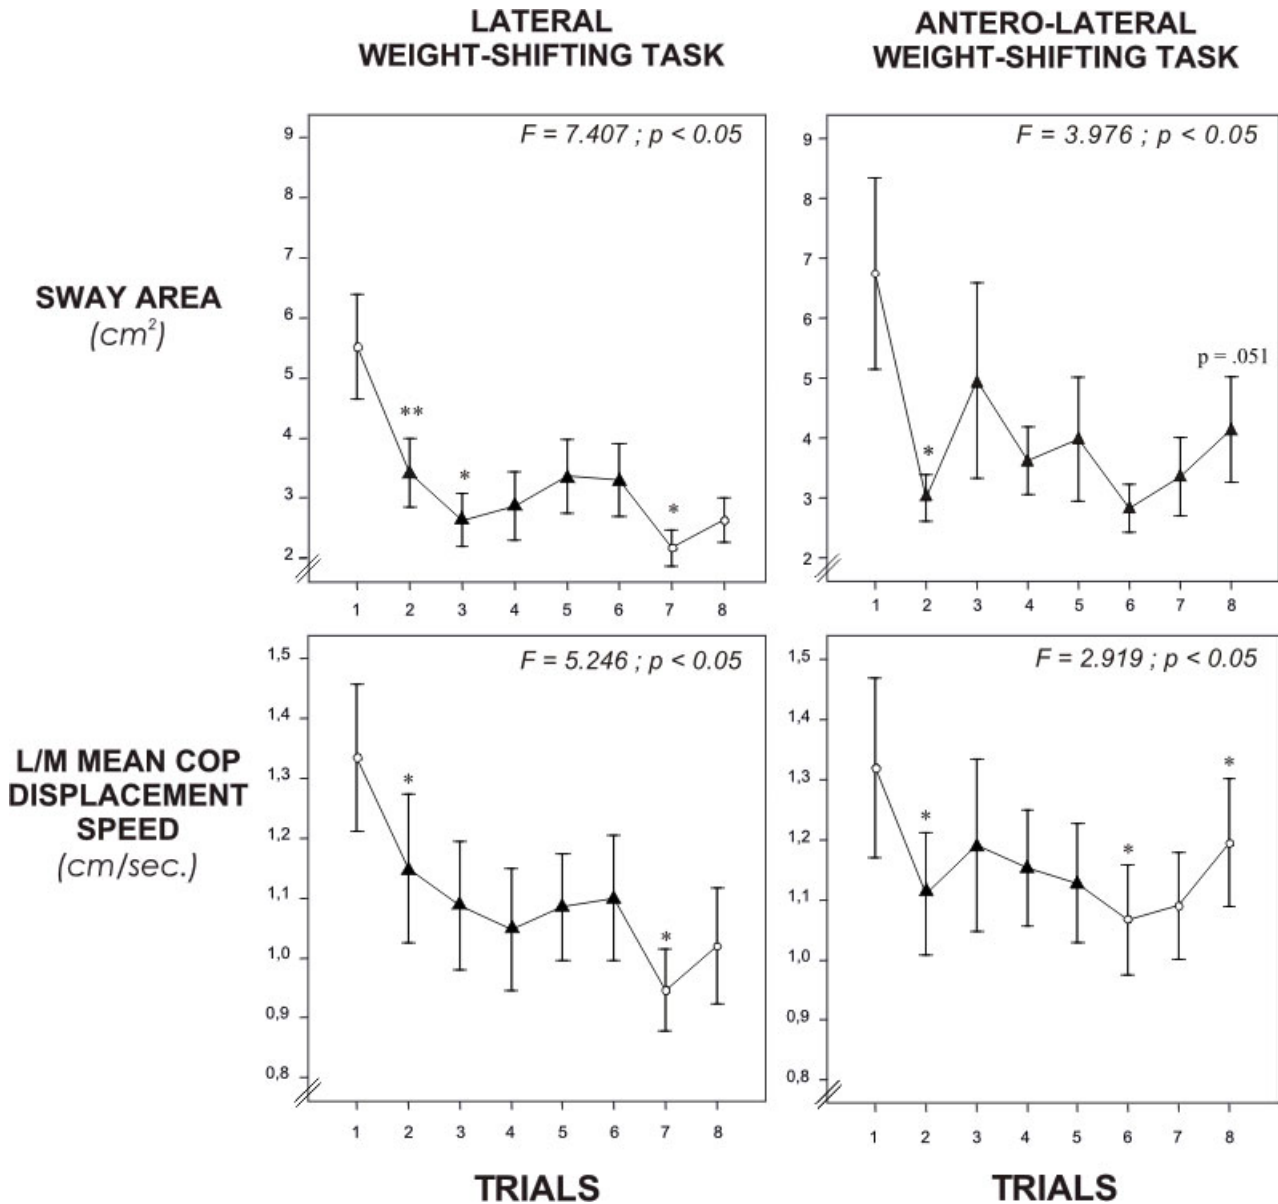 LATERAL
WEIGHT-SHIFTING TASK
ANTERO-LATERAL
WEIGHT-SHIFTING TASK
SWAY AREA
(cm²)
F = 7.407 ; p < 0.05
9
8
7
6
5
4
3
2
**
*
*
1 2 3 4 5 6 7 8
F = 3.976 ; p < 0.05
9
8
7
6
5
4
3
2
*
p = .051
1 2 3 4 5 6 7 8
L/M MEAN COP
DISPLACEMENT
SPEED
(cm/sec.)
F = 5.246 ; p < 0.05
1,5
1,4
1,3
1,2
1,1
1,0
0,9
0,8
*
*
1 2 3 4 5 6 7 8
TRIALS
F = 2.919 ; p < 0.05
1,5
1,4
1,3
1,2
1,1
1,0
0,9
0,8
*
*
*
1 2 3 4 5 6 7 8
TRIALS